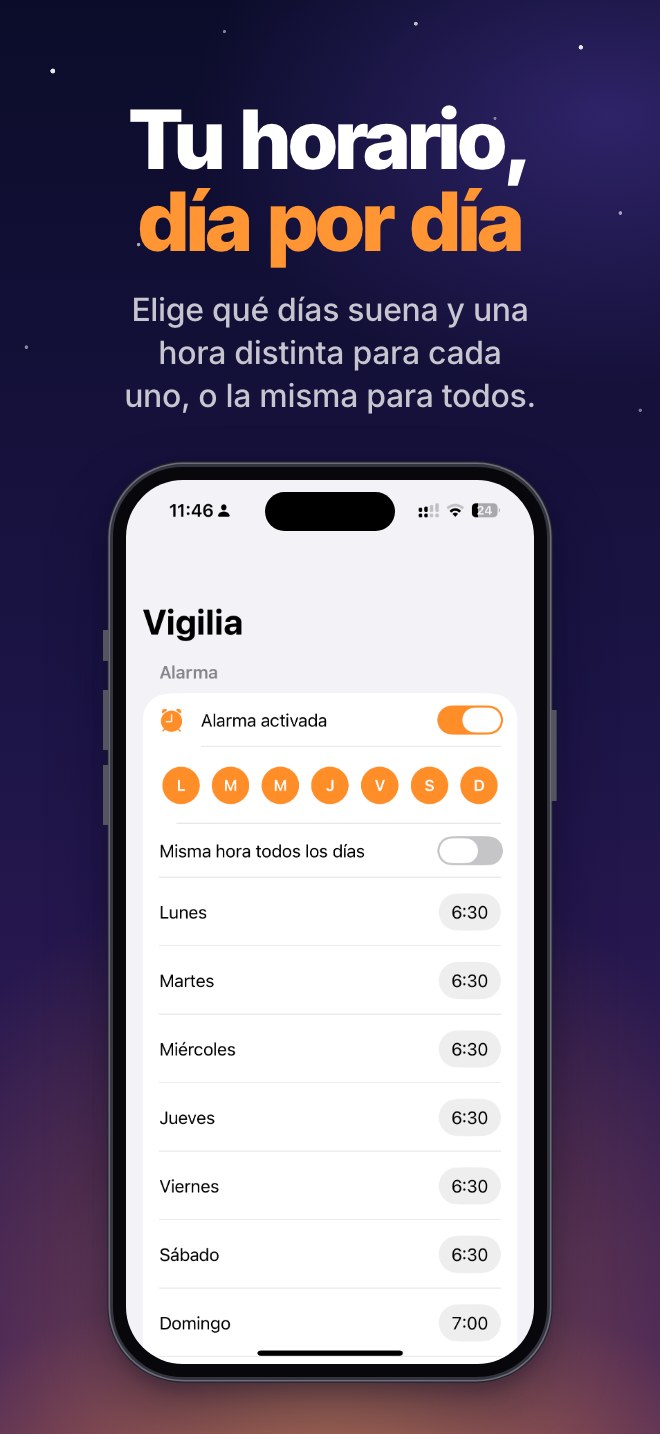 Tu horario,
día por día
Elige qué días suena y una
hora distinta para cada
uno, o la misma para todos.
11:46 24
Vigilia
Alarma
Alarma activada
L M M J V S D
Misma hora todos los días
Lunes 6:30
Martes 6:30
Miércoles 6:30
Jueves 6:30
Viernes 6:30
Sábado 6:30
Domingo 7:00